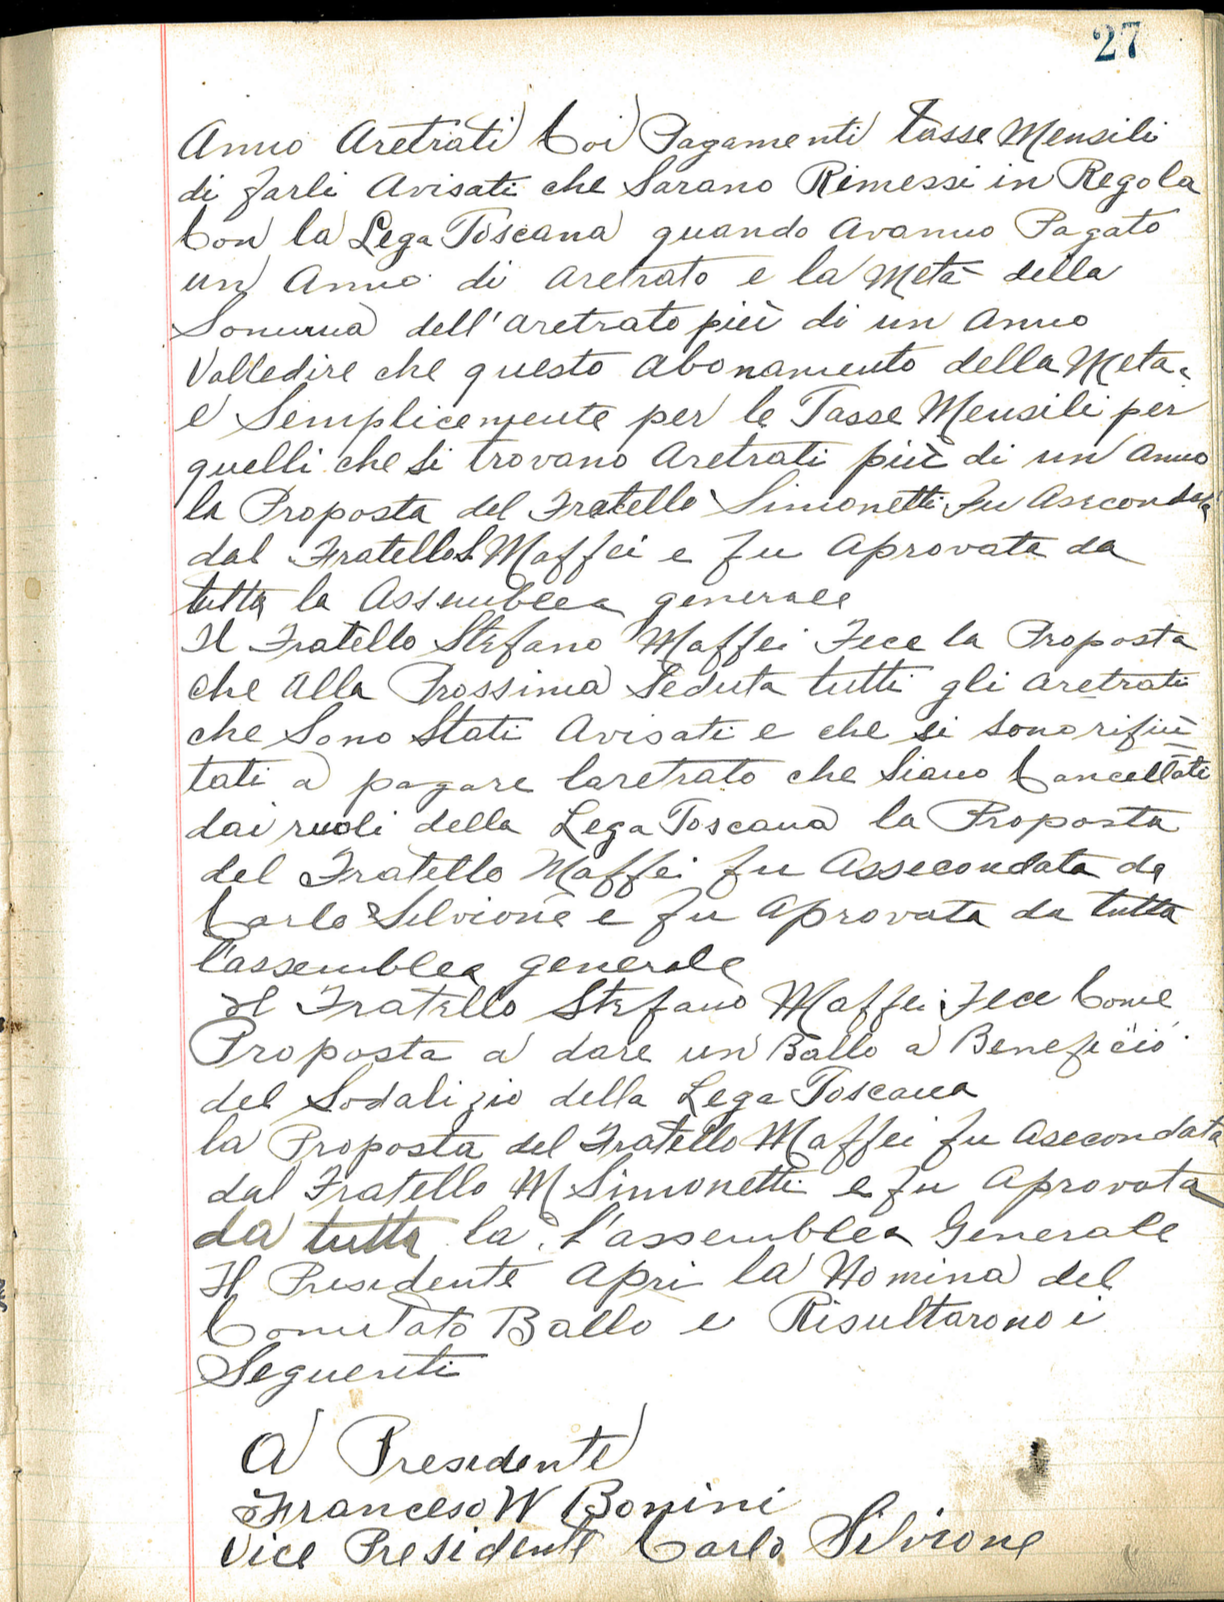 27
Anno Aretrati Coi Pagamenti Tasse Mensili
di farli Avisati che Sarano Rimessi in Regola
Con la Lega Toscana quando Avanno Pagato
un Anno di Aretrato e la Metà della
Somma dell'aretrato più di un Anno
Valledire che questo Abonamento della Meta
e Semplicemente per le Tasse Mensili per
quelli che Si trovano Aretrati più di un Anno
la Proposta del Fratello Simonetti Fu Asecondata
dal Fratello S Maffei e fu Aprovata da
tutta la Assemblea generale
Il Fratello Stefano Maffei Fece la Proposta
che Alla Prossima Seduta tutti gli aretrati
che Sono Stati Avisati e che si sono rifiu
tati a pagare laretrato che Siano Cancellati
dai ruoli della Lega Toscana la Proposta
del Fratello Maffei fu Assecondata da
Carlo Silvione e fu Aprovata da tutta
l'assemblea generale
Il Fratello Stefano Maffei Fece Come
Proposta a dare un Ballo a Beneficio
del Sodalizio della Lega Toscana
la Proposta del Fratello Maffei fu Asecondata
dal Fratello M Simonetti e fu Aprovata
da tutta la l'assemblea Generale
Il Presidente Apri la Nomina del
Comitato Ballo e Risultarono i
Seguenti
A Presidente
Franceso W Bonini
Vice Presidente Carlo Silvione